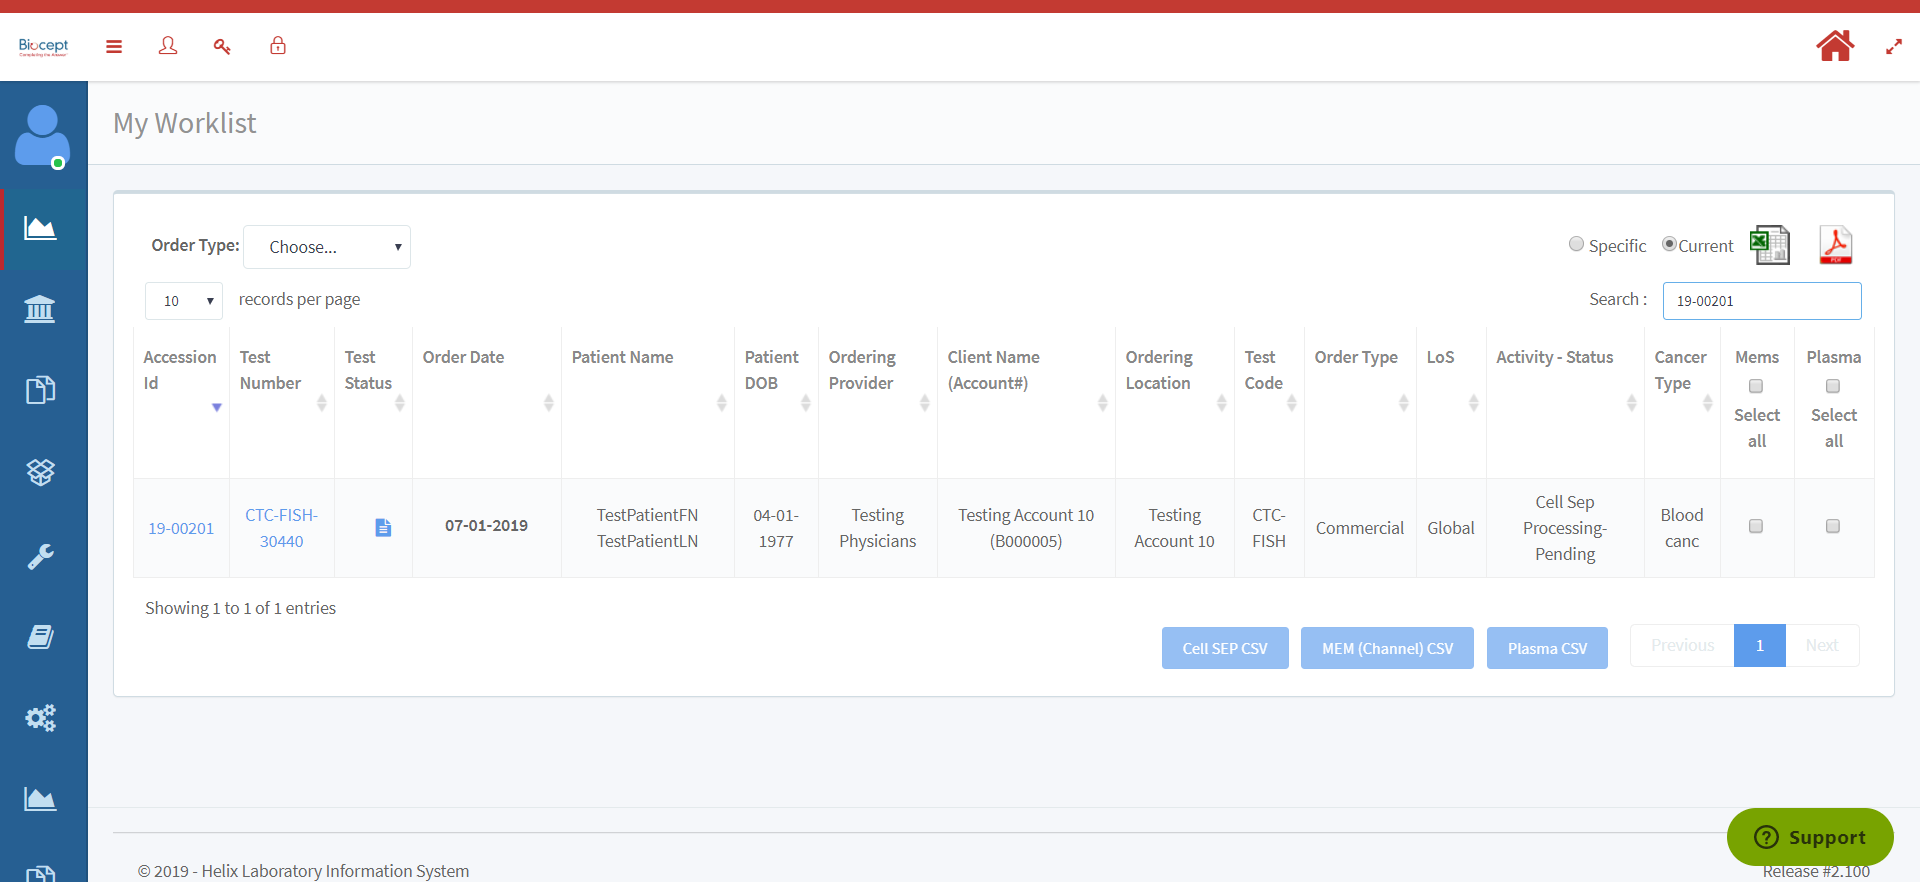 Biocept
My Worklist
Order Type: Choose...
Specific Current
PDF
10 records per page
Search : 19-00201
Accession Id
Test Number
Test Status
Order Date
Patient Name
Patient DOB
Ordering Provider
Client Name (Account#)
Ordering Location
Test Code
Order Type
LoS
Activity - Status
Cancer Type
Mems
Select all
Plasma
Select all
19-00201
CTC-FISH-
30440
07-01-2019
TestPatientFN
TestPatientLN
04-01-
1977
Testing
Physicians
Testing Account 10
(B000005)
Testing
Account 10
CTC-
FISH
Commercial
Global
Cell Sep
Processing-
Pending
Blood
canc
Showing 1 to 1 of 1 entries
Cell SEP CSV MEM (Channel) CSV Plasma CSV Previous 1 Next
Support
© 2019 - Helix Laboratory Information System
Release #2.100